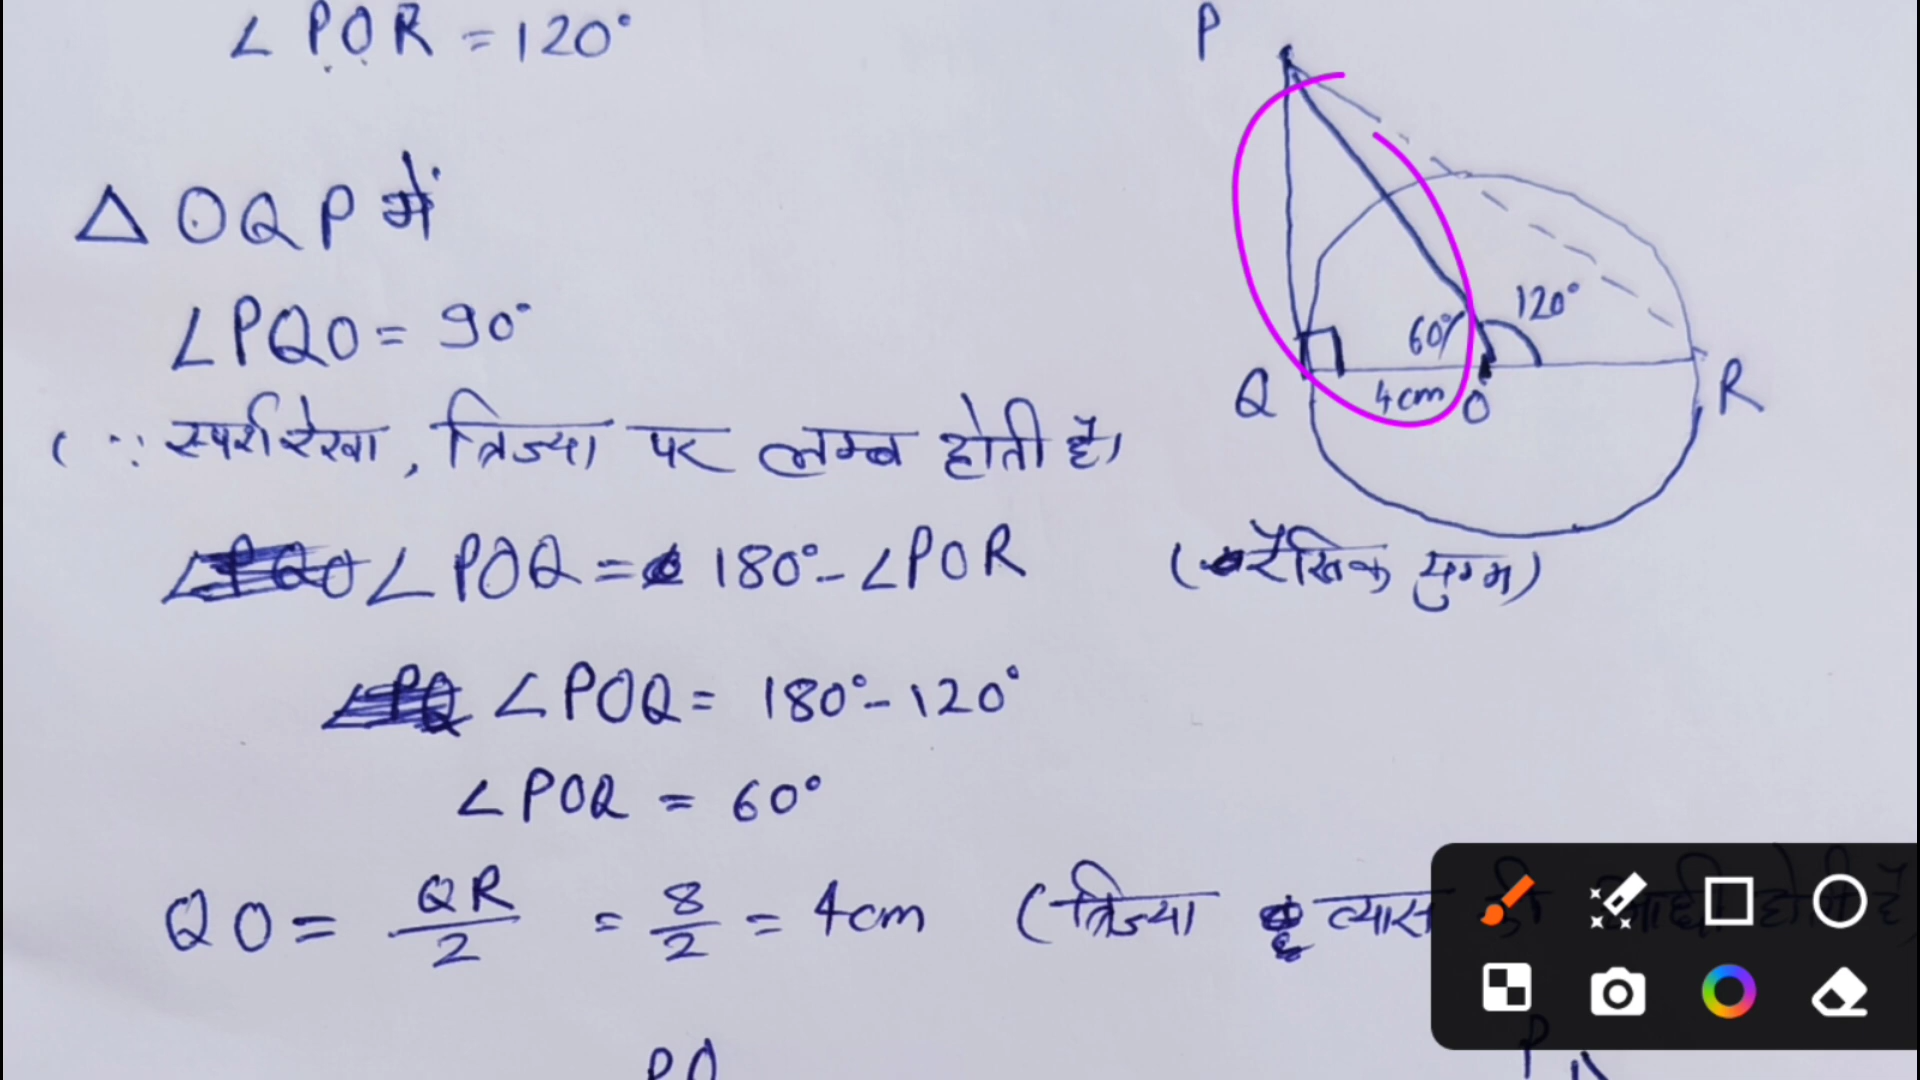 ∠ POR = 120°
P
△ OQP में
∠PQO = 90°
120°
60°
Q
4cm
O
R
( ∵ स्पर्श रेखा, त्रिज्या पर लम्ब होती है।
∠POQ = 180° - ∠POR (रैखिक युग्म)
∠POQ = 180° - 120°
∠POQ = 60°
QO = QR/2 = 8/2 = 4cm (त्रिज्या व्यास की आधी होती है)
P